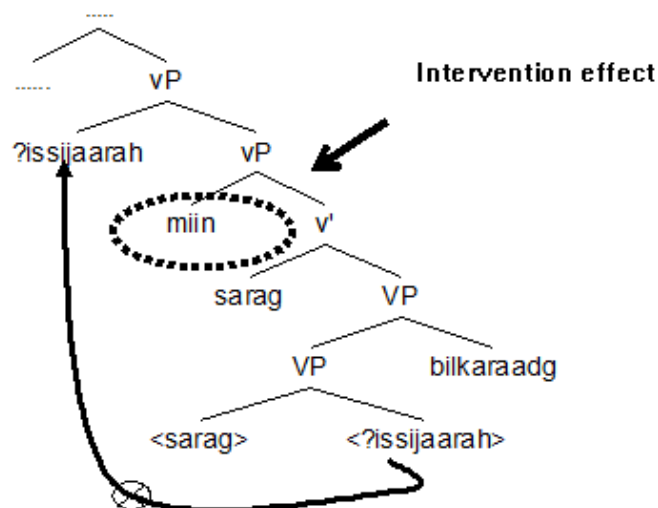 -----
------ vP
Intervention effect
?issijaarah vP
miin v'
sarag VP
VP bilkaraadg
<sarag> <?issijaarah>